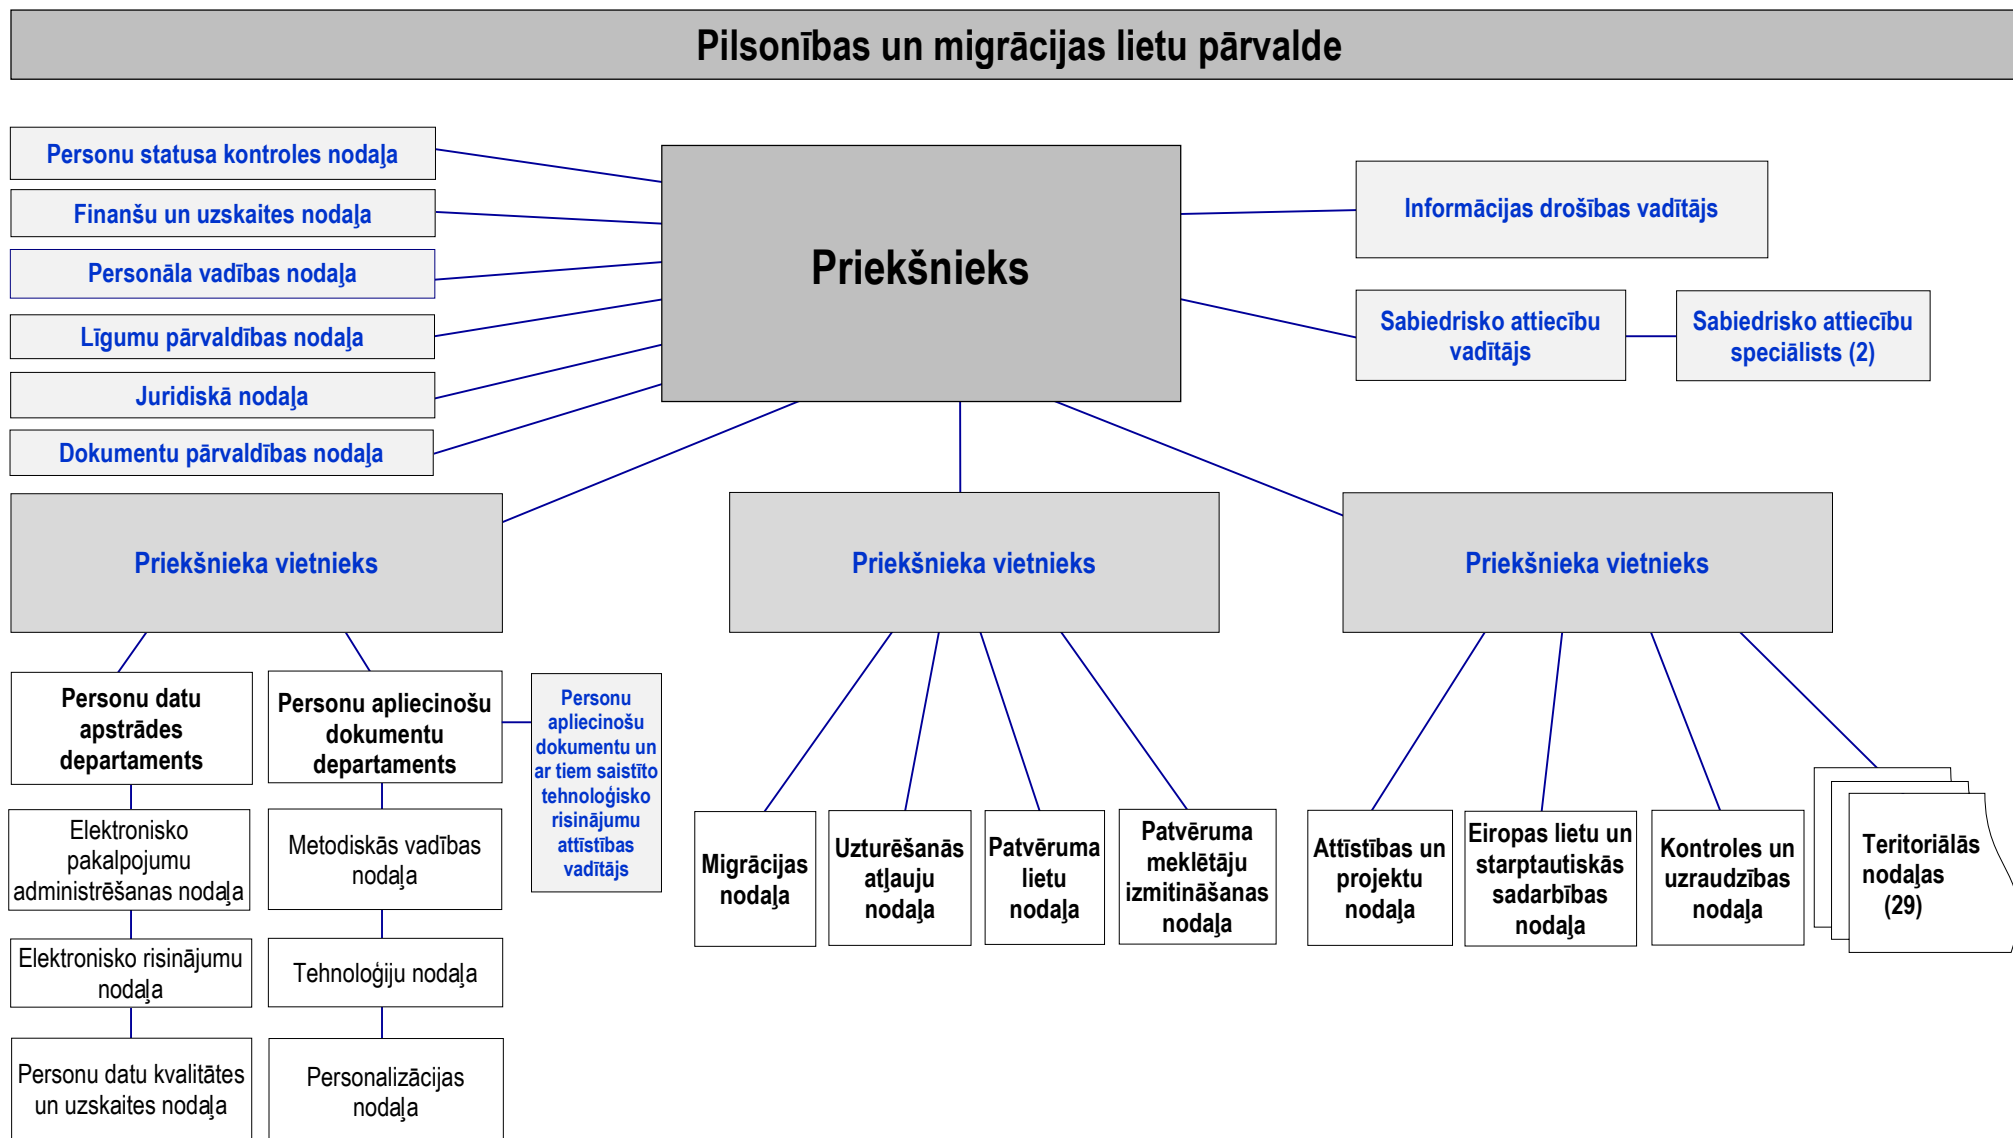 Pilsonības un migrācijas lietu pārvalde
Personu statusa kontroles nodaļa
Finanšu un uzskaites nodaļa
Personāla vadības nodaļa
Līgumu pārvaldības nodaļa
Juridiskā nodaļa
Dokumentu pārvaldības nodaļa
Priekšnieks
Informācijas drošības vadītājs
Sabiedrisko attiecību
vadītājs
Sabiedrisko attiecību
speciālists (2)
Priekšnieka vietnieks
Priekšnieka vietnieks
Priekšnieka vietnieks
Personu datu
apstrādes
departaments
Elektronisko
pakalpojumu
administrēšanas nodaļa
Elektronisko risinājumu
nodaļa
Personu datu kvalitātes
un uzskaites nodaļa
Personu apliecinošu
dokumentu
departaments
Metodiskās vadības
nodaļa
Tehnoloģiju nodaļa
Personalizācijas
nodaļa
Personu
apliecinošu
dokumentu un
ar tiem saistīto
tehnoloģisko
risinājumu
attīstības
vadītājs
Migrācijas
nodaļa
Uzturēšanās
atļauju
nodaļa
Patvēruma
lietu
nodaļa
Patvēruma
meklētāju
izmitināšanas
nodaļa
Attīstības un
projektu
nodaļa
Eiropas lietu un
starptautiskās
sadarbības
nodaļa
Kontroles un
uzraudzības
nodaļa
Teritoriālās
nodaļas
(29)